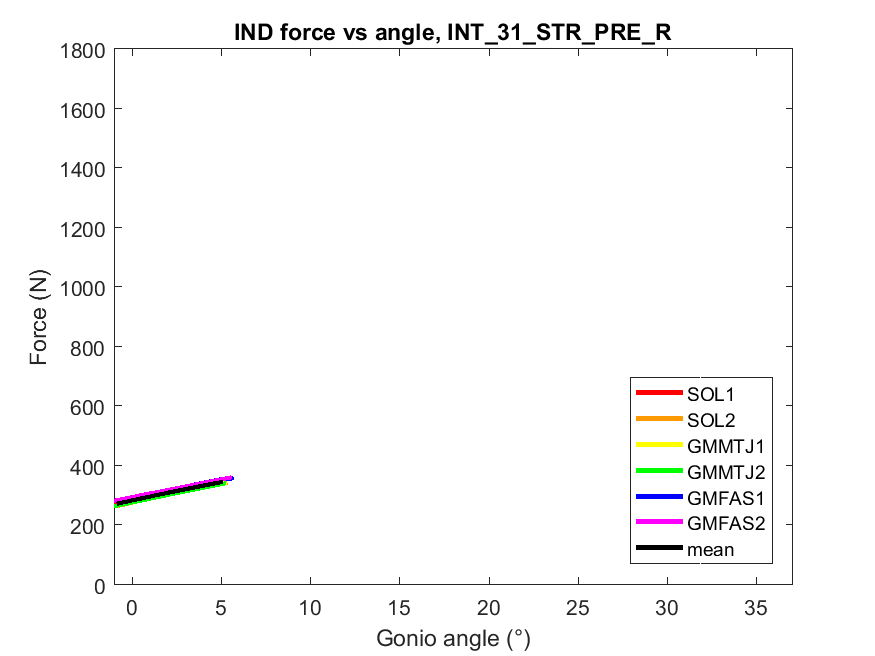 IND force vs angle, INT_31_STR_PRE_R
1800
1600
1400
1200
1000
800
600
400
200
0
Force (N)
0 5 10 15 20 25 30 35
Gonio angle (°)
SOL1
SOL2
GMMTJ1
GMMTJ2
GMFAS1
GMFAS2
mean